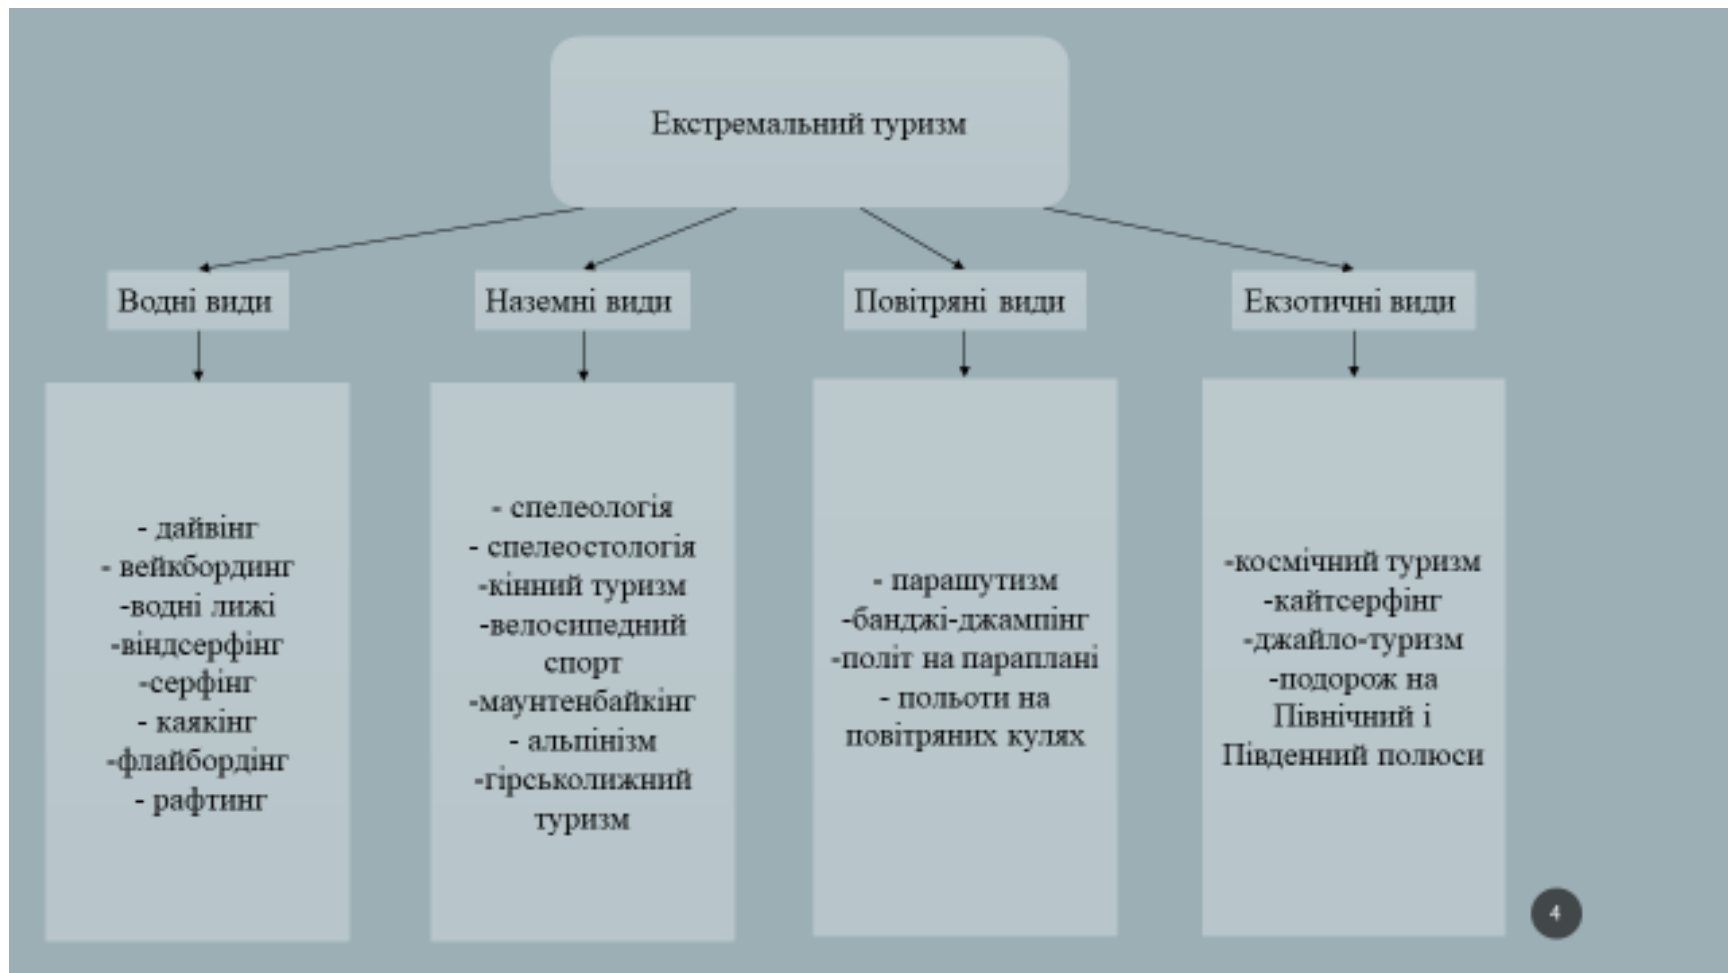 Екстремальний туризм
Водні види
Наземні види
Повітряні види
Екзотичні види
- дайвінг
- вейкбординг
-водні лижі
-віндсерфінг
-серфінг
- каякінг
-флайбордінг
- рафтинг
- спелеологія
- спелеостологія
-кінний туризм
-велосипедний
спорт
-маунтенбайкінг
- альпінізм
-гірськолижний
туризм
- парашутизм
-банджі-джампінг
-політ на параплані
- польоти на
повітряних кулях
-космічний туризм
-кайтсерфінг
-джайло-туризм
-подорож на
Північний і
Південний полюси
4